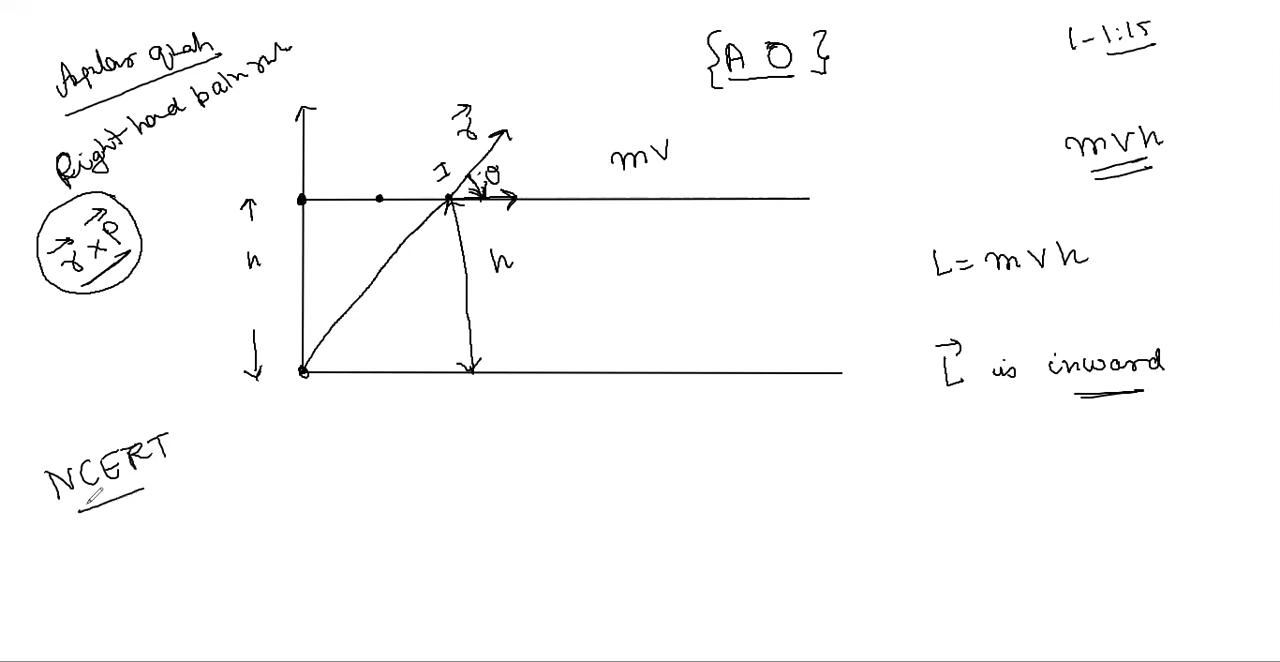 1-1:15
{A O}
Right hand palm rule
r⃗
I
θ
mv
mvh
r⃗ × P⃗
h
h
L = mvh
L⃗ is inward
NCERT